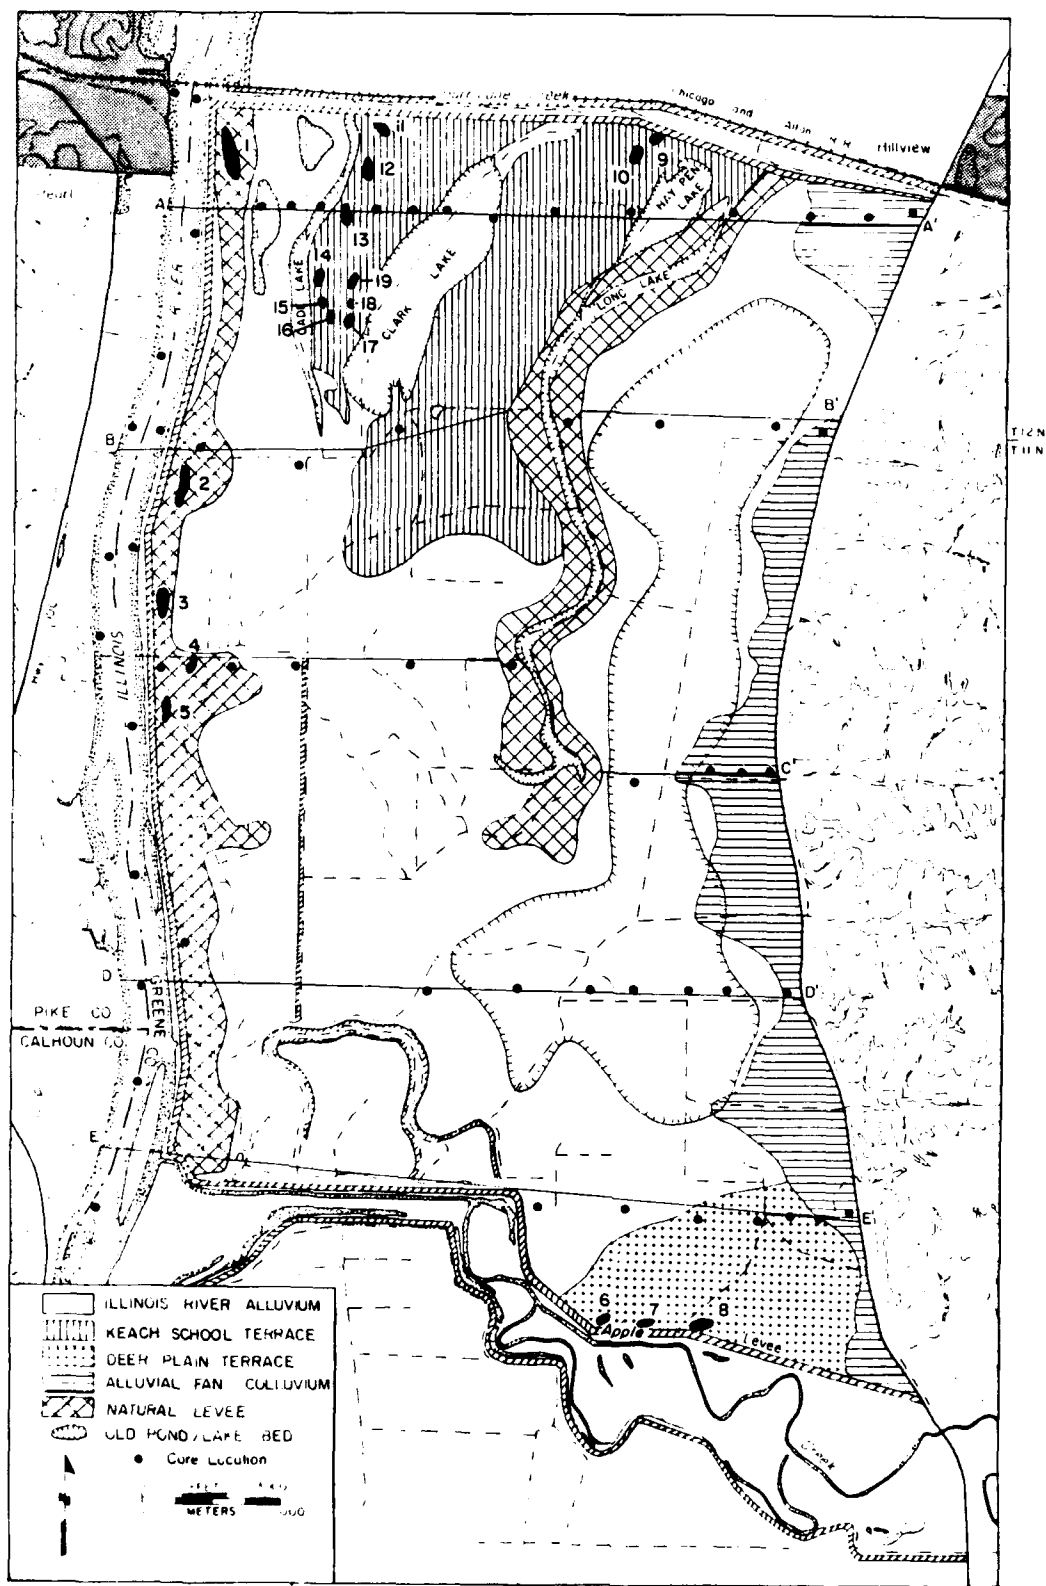 Chicago and Alton R.R.
Hillview
11
12
9
10
HAY PEN
LAKE
A
A'
13
14
19
15
18
16
17
LAKE
CLARK
LAKE
LONG LAKE
B
B'
T12N
T11N
2
3
4
5
ILLINOIS
C'
D
D'
PIKE CO
CALHOUN CO
GREENE CO
E
E'
6
7
8
Apple
Levee
Creek
ILLINOIS RIVER ALLUVIUM
KEACH SCHOOL TERRACE
DEER PLAIN TERRACE
ALLUVIAL FAN COLLUVIUM
NATURAL LEVEE
OLD POND/LAKE BED
Core Location
METERS